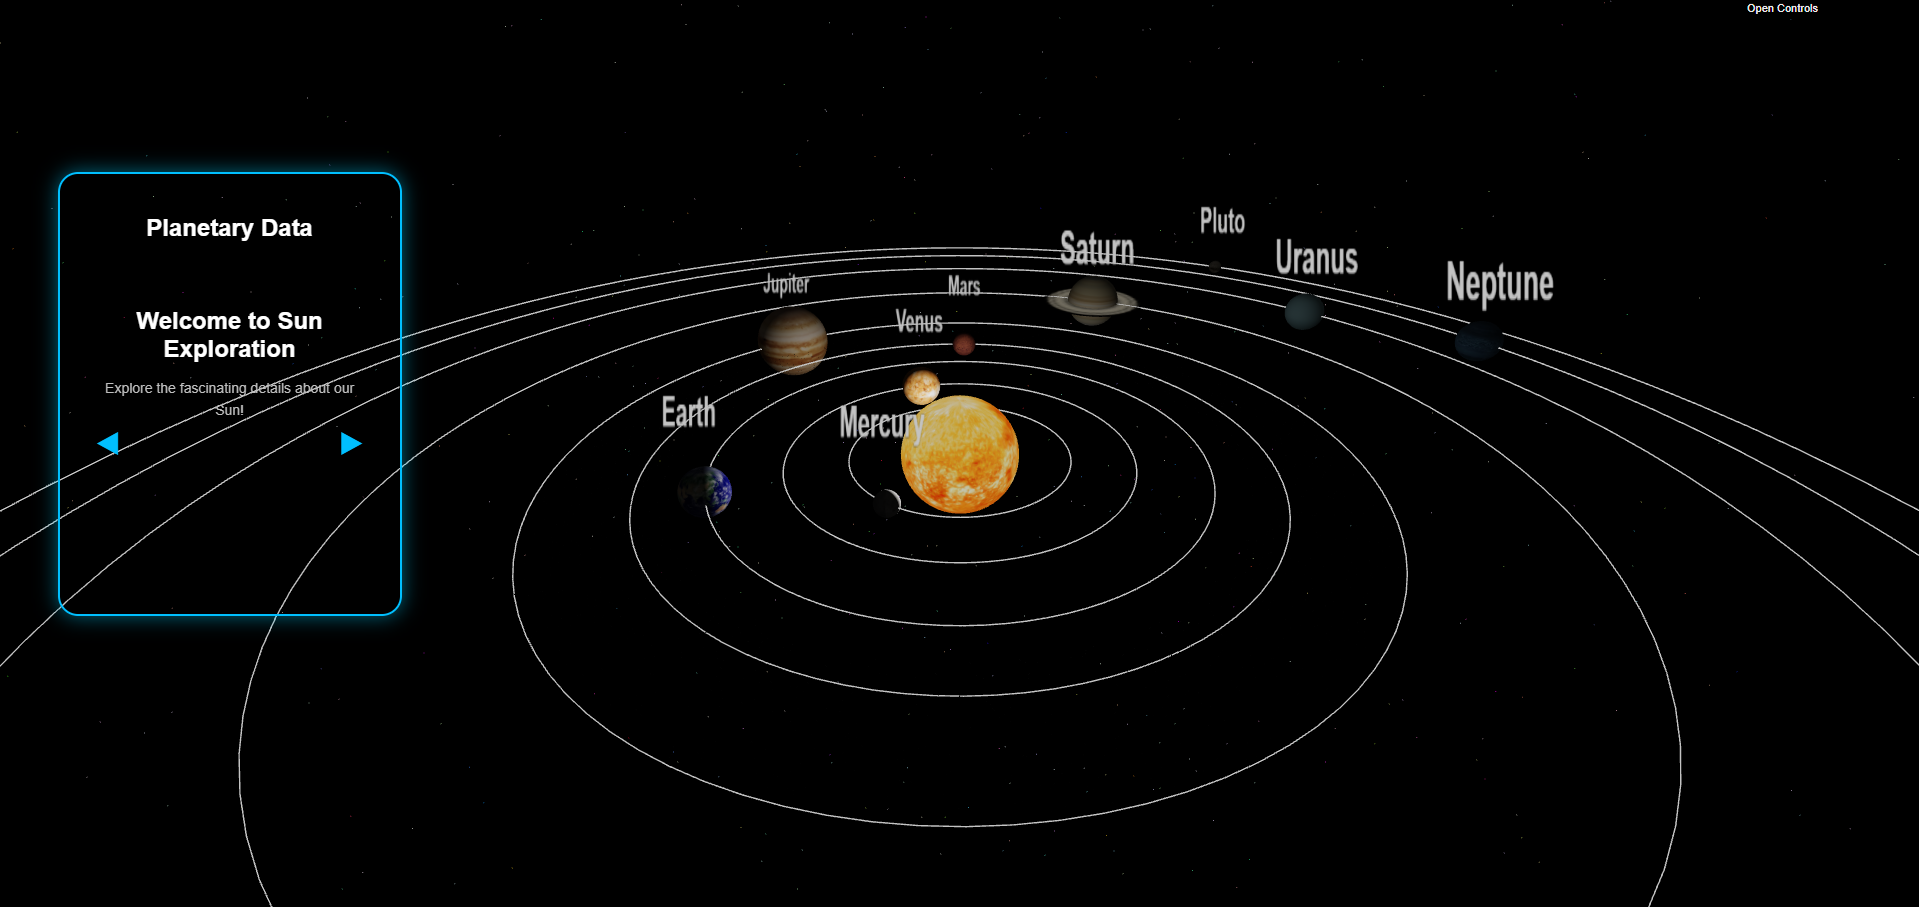 Open Controls
Planetary Data
Welcome to Sun
Exploration
Explore the fascinating details about our
Sun!
Pluto
Saturn
Uranus
Neptune
Jupiter
Mars
Venus
Earth
Mercury